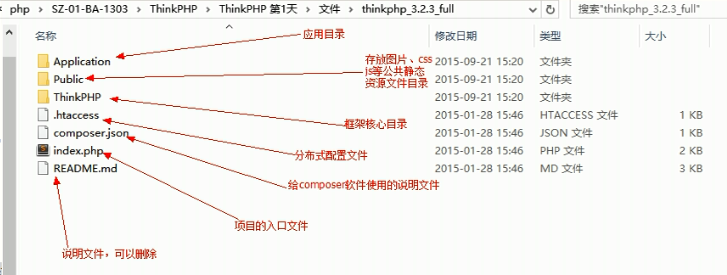 php › SZ-01-BA-1303 › ThinkPHP › ThinkPHP 第1天 › 文件 › thinkphp_3.2.3_full
搜索"thinkphp_3.2.3_full"
名称 修改日期 类型 大小
应用目录
Application 2015-09-21 15:20 文件夹
存放图片、css
js等公共静态
资源文件目录
Public 2015-09-21 15:20 文件夹
ThinkPHP 2015-09-21 15:20 文件夹
框架核心目录
.htaccess 2015-01-28 15:46 HTACCESS 文件 1 KB
composer.json 2015-01-28 15:46 JSON 文件 1 KB
index.php 2015-01-28 15:46 PHP 文件 2 KB
分布式配置文件
README.md 2015-01-28 15:46 MD 文件 3 KB
给composer软件使用的说明文件
项目的入口文件
说明文件，可以删除